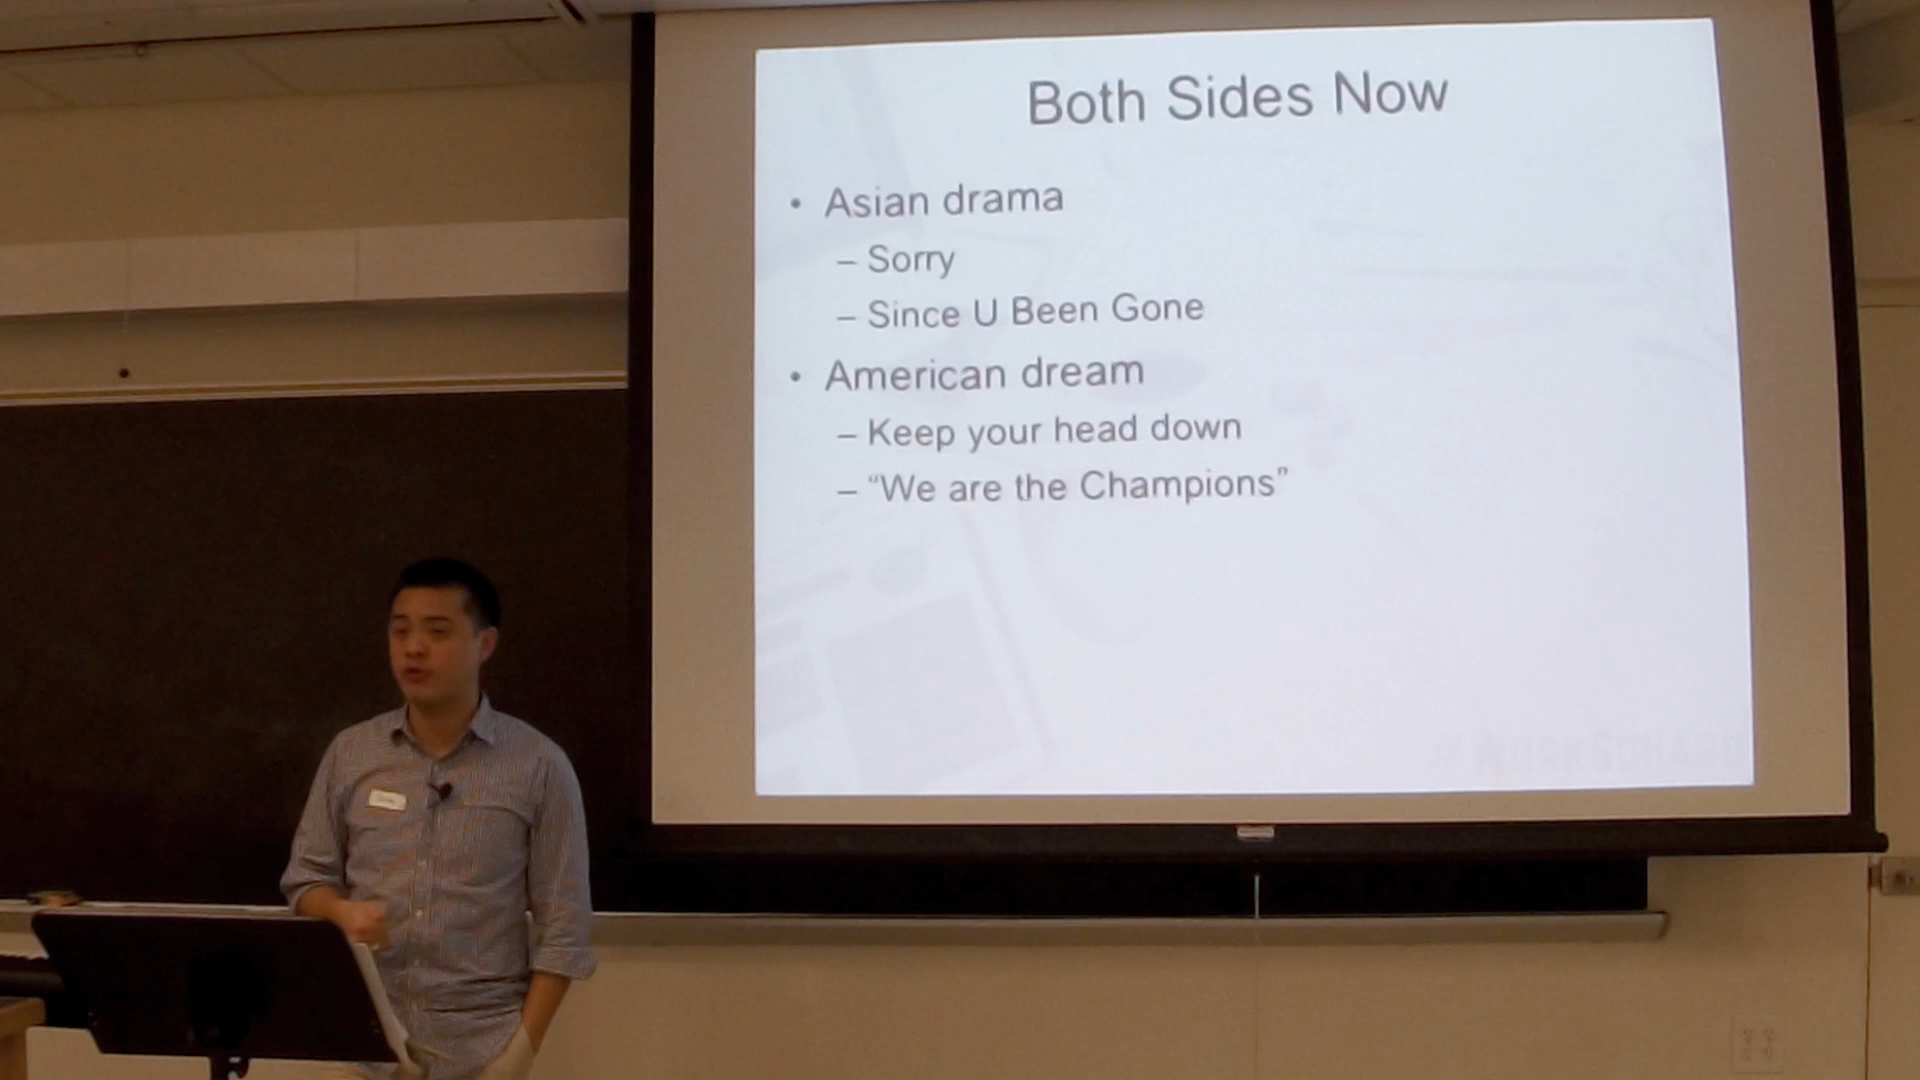 Both Sides Now
• Asian drama
– Sorry
– Since U Been Gone
• American dream
– Keep your head down
– “We are the Champions”